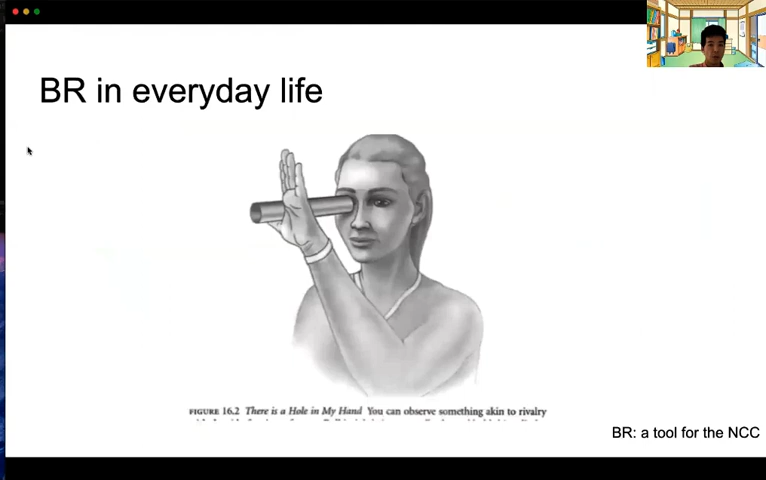 BR in everyday life
FIGURE 16.2 There is a Hole in My Hand You can observe something akin to rivalry
BR: a tool for the NCC